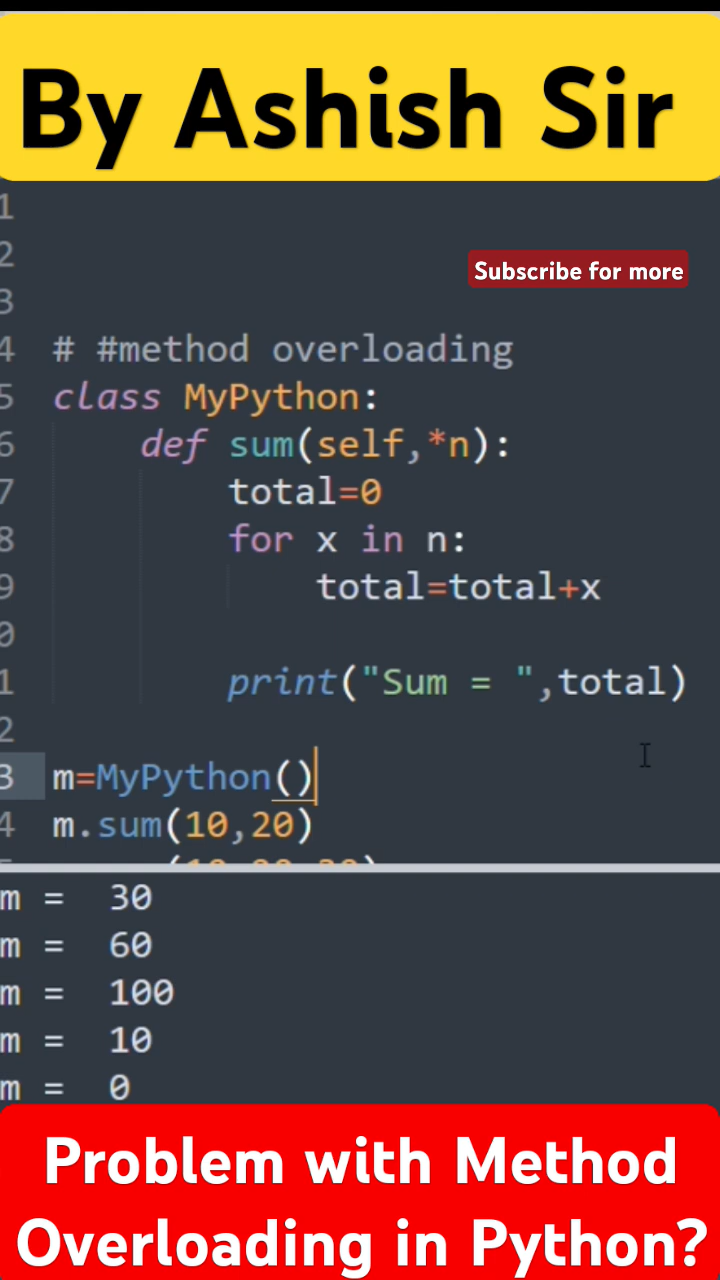 By Ashish Sir
1
2
Subscribe for more
3
4 # #method overloading
5 class MyPython:
6 def sum(self,*n):
7 total=0
8 for x in n:
9 total=total+x
0
1 print("Sum = ",total)
2
3 m=MyPython()
4 m.sum(10,20)
m = 30
m = 60
m = 100
m = 10
m = 0
Problem with Method
Overloading in Python?